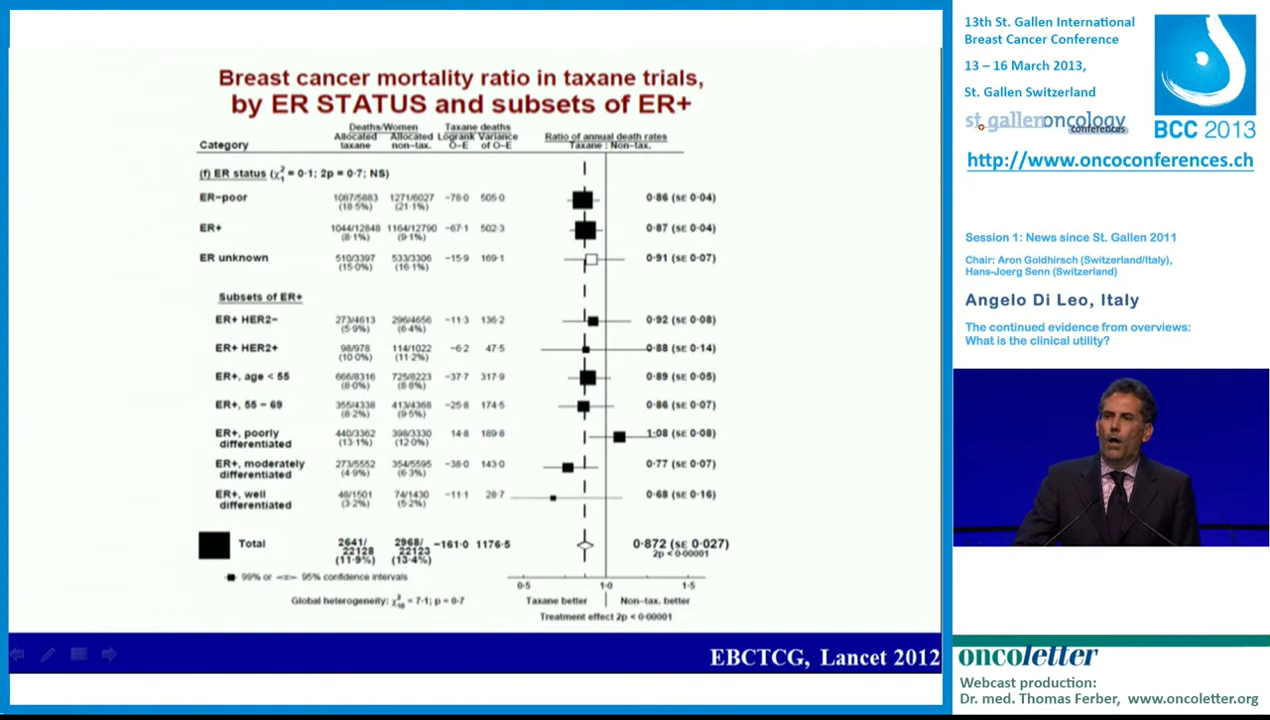 Breast cancer mortality ratio in taxane trials,
by ER STATUS and subsets of ER+
Deaths/Women Taxane deaths
Category Allocated taxane Allocated non-tax. Logrank O–E Variance of O–E Ratio of annual death rates Taxane : Non-tax.
(f) ER status (χ²₁ = 0·1; 2p = 0·7; NS)
ER–poor 1087/5883 (18·5%) 1271/6027 (21·1%) –78·0 505·0 0·86 (SE 0·04)
ER+ 1044/12848 (8·1%) 1164/12790 (9·1%) –67·1 502·3 0·87 (SE 0·04)
ER unknown 510/3397 (15·0%) 533/3306 (16·1%) –15·9 169·1 0·91 (SE 0·07)
Subsets of ER+
ER+ HER2– 273/4613 (5·9%) 296/4656 (6·4%) –11·3 136·2 0·92 (SE 0·08)
ER+ HER2+ 98/978 (10·0%) 114/1022 (11·2%) –6·2 47·5 0·88 (SE 0·14)
ER+, age < 55 666/8316 (8·0%) 725/8223 (8·8%) –37·7 317·9 0·89 (SE 0·05)
ER+, 55 – 69 355/4338 (8·2%) 413/4368 (9·5%) –25·8 174·5 0·86 (SE 0·07)
ER+, poorly differentiated 440/3362 (13·1%) 398/3330 (12·0%) 14·8 189·8 1·08 (SE 0·08)
ER+, moderately differentiated 273/5552 (4·9%) 354/5595 (6·3%) –38·0 143·0 0·77 (SE 0·07)
ER+, well differentiated 48/1501 (3·2%) 74/1430 (5·2%) –11·1 28·7 0·68 (SE 0·16)
Total 2641/22128 (11·9%) 2968/22123 (13·4%) –161·0 1176·5 0·872 (SE 0·027)
2p < 0·00001
99% or 95% confidence intervals
0·5 1·0 1·5
Global heterogeneity: χ²₁₀ = 7·1; p = 0·7
Taxane better Non-tax. better
Treatment effect 2p < 0·00001
EBCTCG, Lancet 2012
13th St. Gallen International
Breast Cancer Conference
13 – 16 March 2013,
St. Gallen Switzerland
st.gallenoncology
conferences
BCC 2013
http://www.oncoconferences.ch
Session 1: News since St. Gallen 2011
Chair: Aron Goldhirsch (Switzerland/Italy),
Hans-Joerg Senn (Switzerland)
Angelo Di Leo, Italy
The continued evidence from overviews:
What is the clinical utility?
oncoletter
Webcast production:
Dr. med. Thomas Ferber, www.oncoletter.org